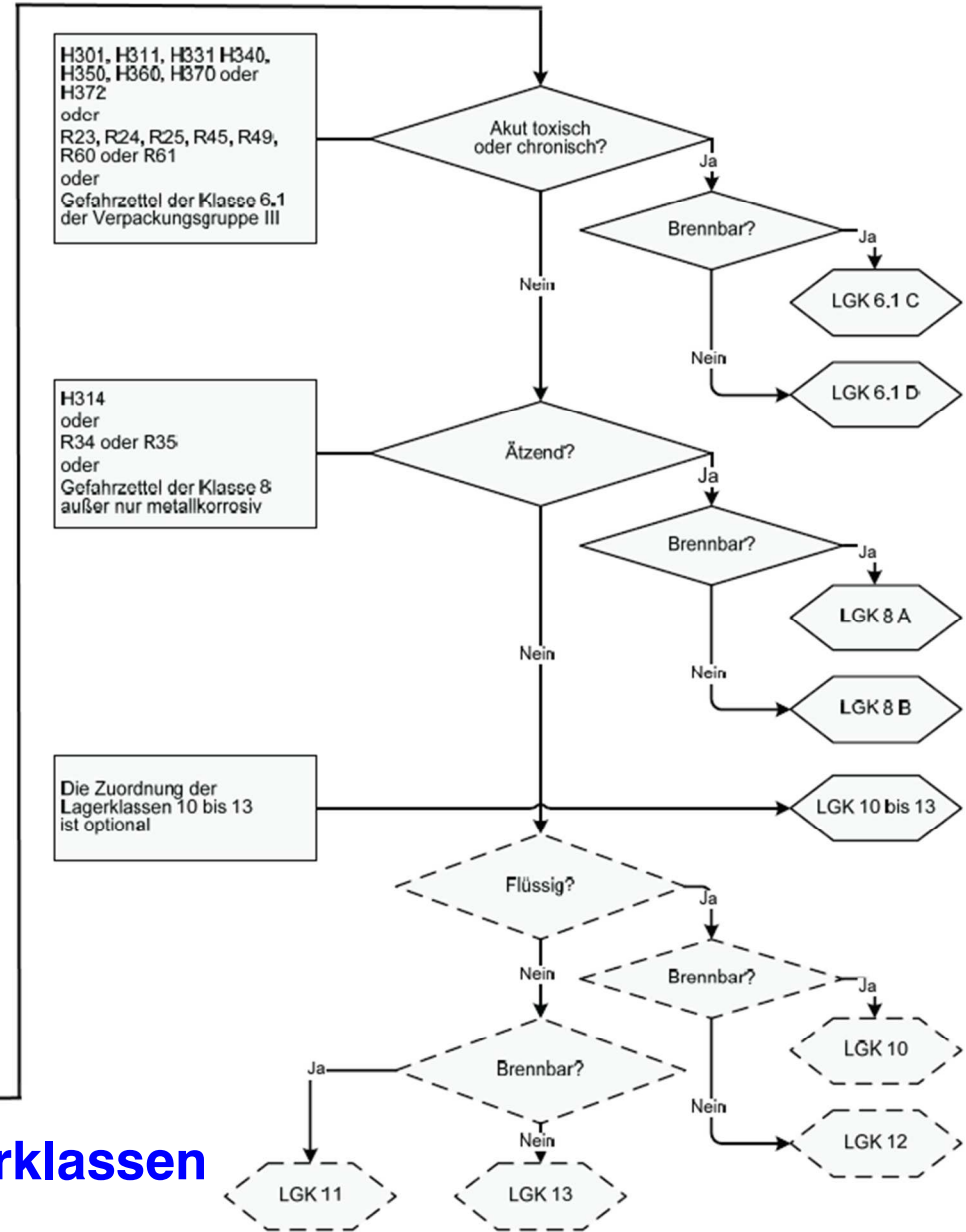 H301, H311, H331 H340,
H350, H360, H370 oder
H372
oder
R23, R24, R25, R45, R49,
R60 oder R61
oder
Gefahrzettel der Klasse 6.1
der Verpackungsgruppe III
Akut toxisch
oder chronisch?
Ja
Brennbar?
Ja
LGK 6.1 C
Nein
Nein
LGK 6.1 D
H314
oder
R34 oder R35
oder
Gefahrzettel der Klasse 8
außer nur metallkorrosiv
Ätzend?
Ja
Brennbar?
Ja
LGK 8 A
Nein
Nein
LGK 8 B
Die Zuordnung der
Lagerklassen 10 bis 13
ist optional
LGK 10 bis 13
Flüssig?
Ja
Nein
Brennbar?
Ja
LGK 10
Brennbar?
Ja
Nein
LGK 12
Nein
LGK 11
LGK 13
rklassen